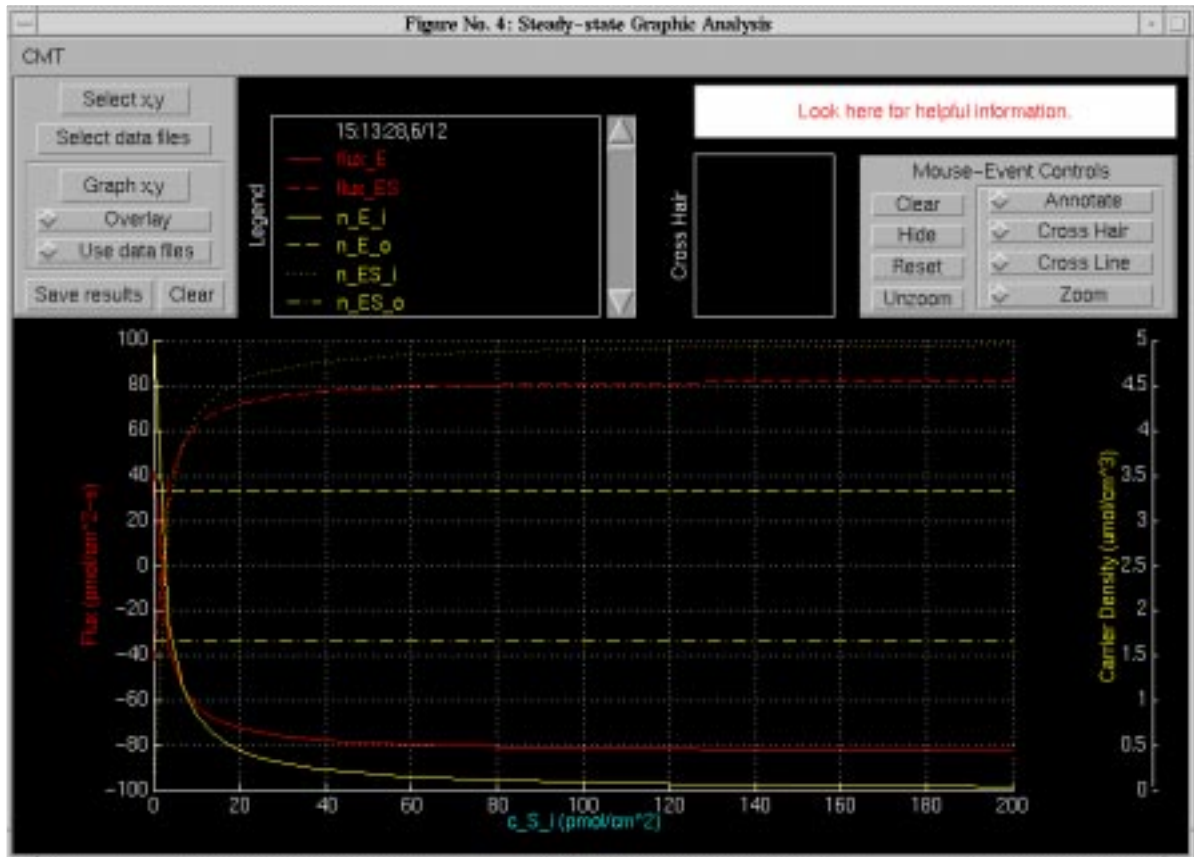 Figure No. 4: Steady-state Graphic Analysis
CMT
Select x,y
Select data files
Graph x,y
Overlay
Use data files
Save results
Clear
Legend
15:13:28,6/12
flux_E
flux_ES
n_E_i
n_E_o
n_ES_i
n_ES_o
Look here for helpful information.
Cross Hair
Mouse-Event Controls
Clear
Annotate
Hide
Cross Hair
Reset
Cross Line
Unzoom
Zoom
Flux (pmol/cm^2-s)
100
80
60
40
20
0
-20
-40
-60
-80
-100
0
20
40
60
80
100
120
140
160
180
200
c_S_i (pmol/cm^2)
5
4.5
4
3.5
3
2.5
2
1.5
1
0.5
0
Carrier Density (umol/cm^3)